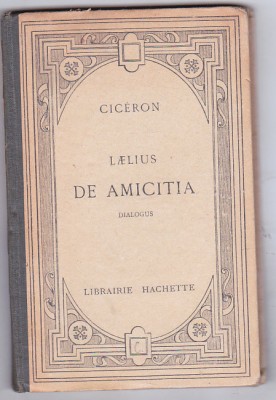 CICÉRON
LÆLIUS
DE AMICITIA
DIALOGUS
LIBRAIRIE HACHETTE